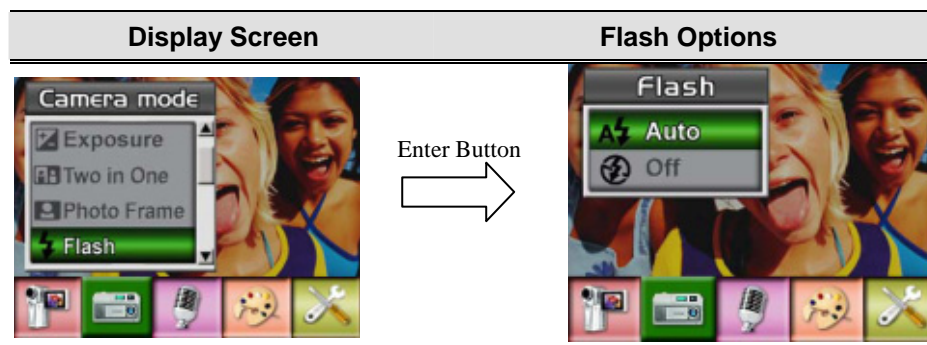 Display Screen
Flash Options
Camera mode
Exposure
Two in One
Photo Frame
Flash
Enter Button
Flash
A Auto
Off